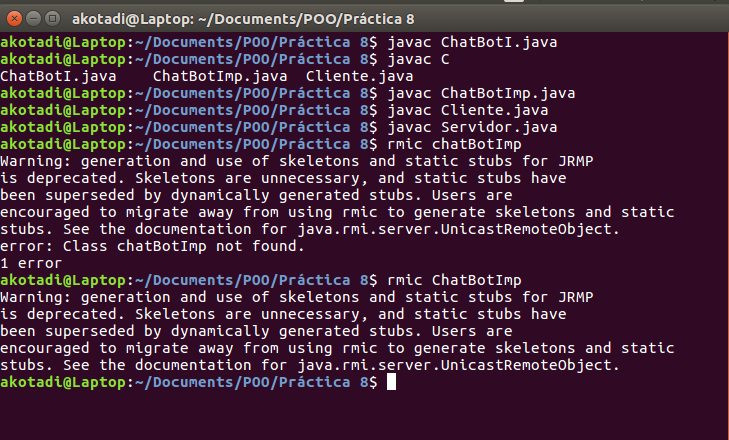 akotadi@Laptop: ~/Documents/POO/Práctica 8
akotadi@Laptop:~/Documents/POO/Práctica 8$ javac ChatBotI.java
akotadi@Laptop:~/Documents/POO/Práctica 8$ javac C
ChatBotI.java    ChatBotImp.java  Cliente.java
akotadi@Laptop:~/Documents/POO/Práctica 8$ javac ChatBotImp.java
akotadi@Laptop:~/Documents/POO/Práctica 8$ javac Cliente.java
akotadi@Laptop:~/Documents/POO/Práctica 8$ javac Servidor.java
akotadi@Laptop:~/Documents/POO/Práctica 8$ rmic chatBotImp
Warning: generation and use of skeletons and static stubs for JRMP
is deprecated. Skeletons are unnecessary, and static stubs have
been superseded by dynamically generated stubs. Users are
encouraged to migrate away from using rmic to generate skeletons and static
stubs. See the documentation for java.rmi.server.UnicastRemoteObject.
error: Class chatBotImp not found.
1 error
akotadi@Laptop:~/Documents/POO/Práctica 8$ rmic ChatBotImp
Warning: generation and use of skeletons and static stubs for JRMP
is deprecated. Skeletons are unnecessary, and static stubs have
been superseded by dynamically generated stubs. Users are
encouraged to migrate away from using rmic to generate skeletons and static
stubs. See the documentation for java.rmi.server.UnicastRemoteObject.
akotadi@Laptop:~/Documents/POO/Práctica 8$